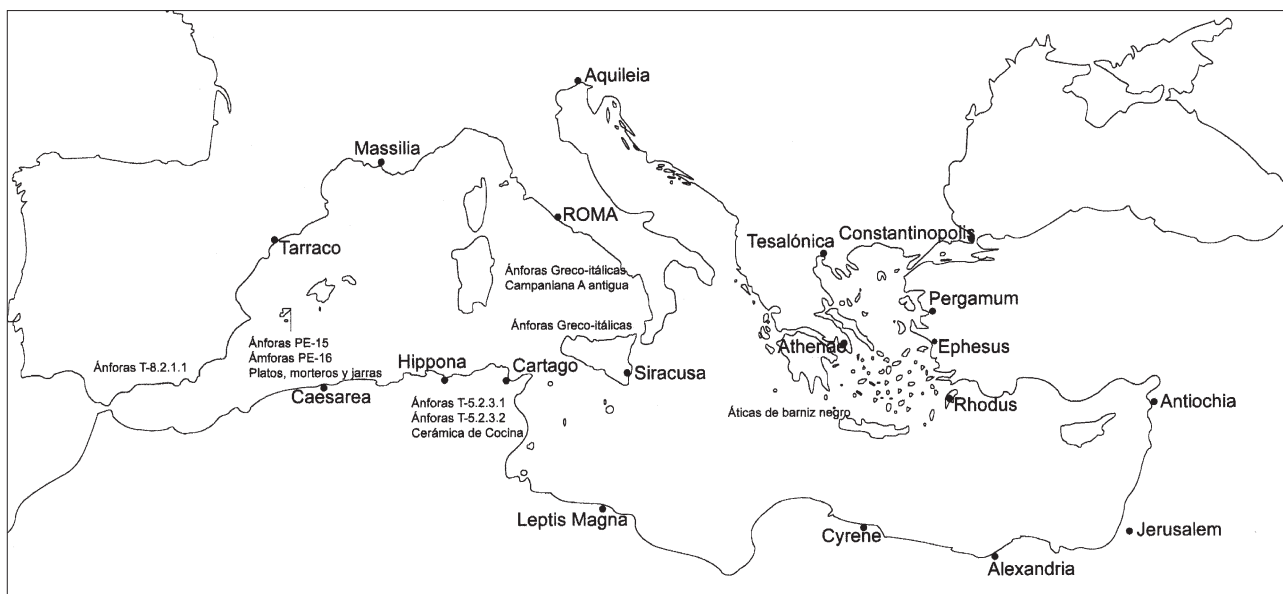 Aquileia
Massilia
ROMA
Tarraco
Constantinopolis
Tesalónica
Ánforas Greco-itálicas
Campaniana A antigua
Pergamum
Ánforas Greco-itálicas
Ánforas PE-15
Ámforas PE-16
Platos, morteros y jarras
Athenae
Ephesus
Ánforas T-8.2.1.1
Hippona
Cartago
Siracusa
Caesarea
Rhodus
Antiochia
Ánforas T-5.2.3.1
Ánforas T-5.2.3.2
Cerámica de Cocina
Áticas de barniz negro
Leptis Magna
Cyrene
Jerusalem
Alexandria